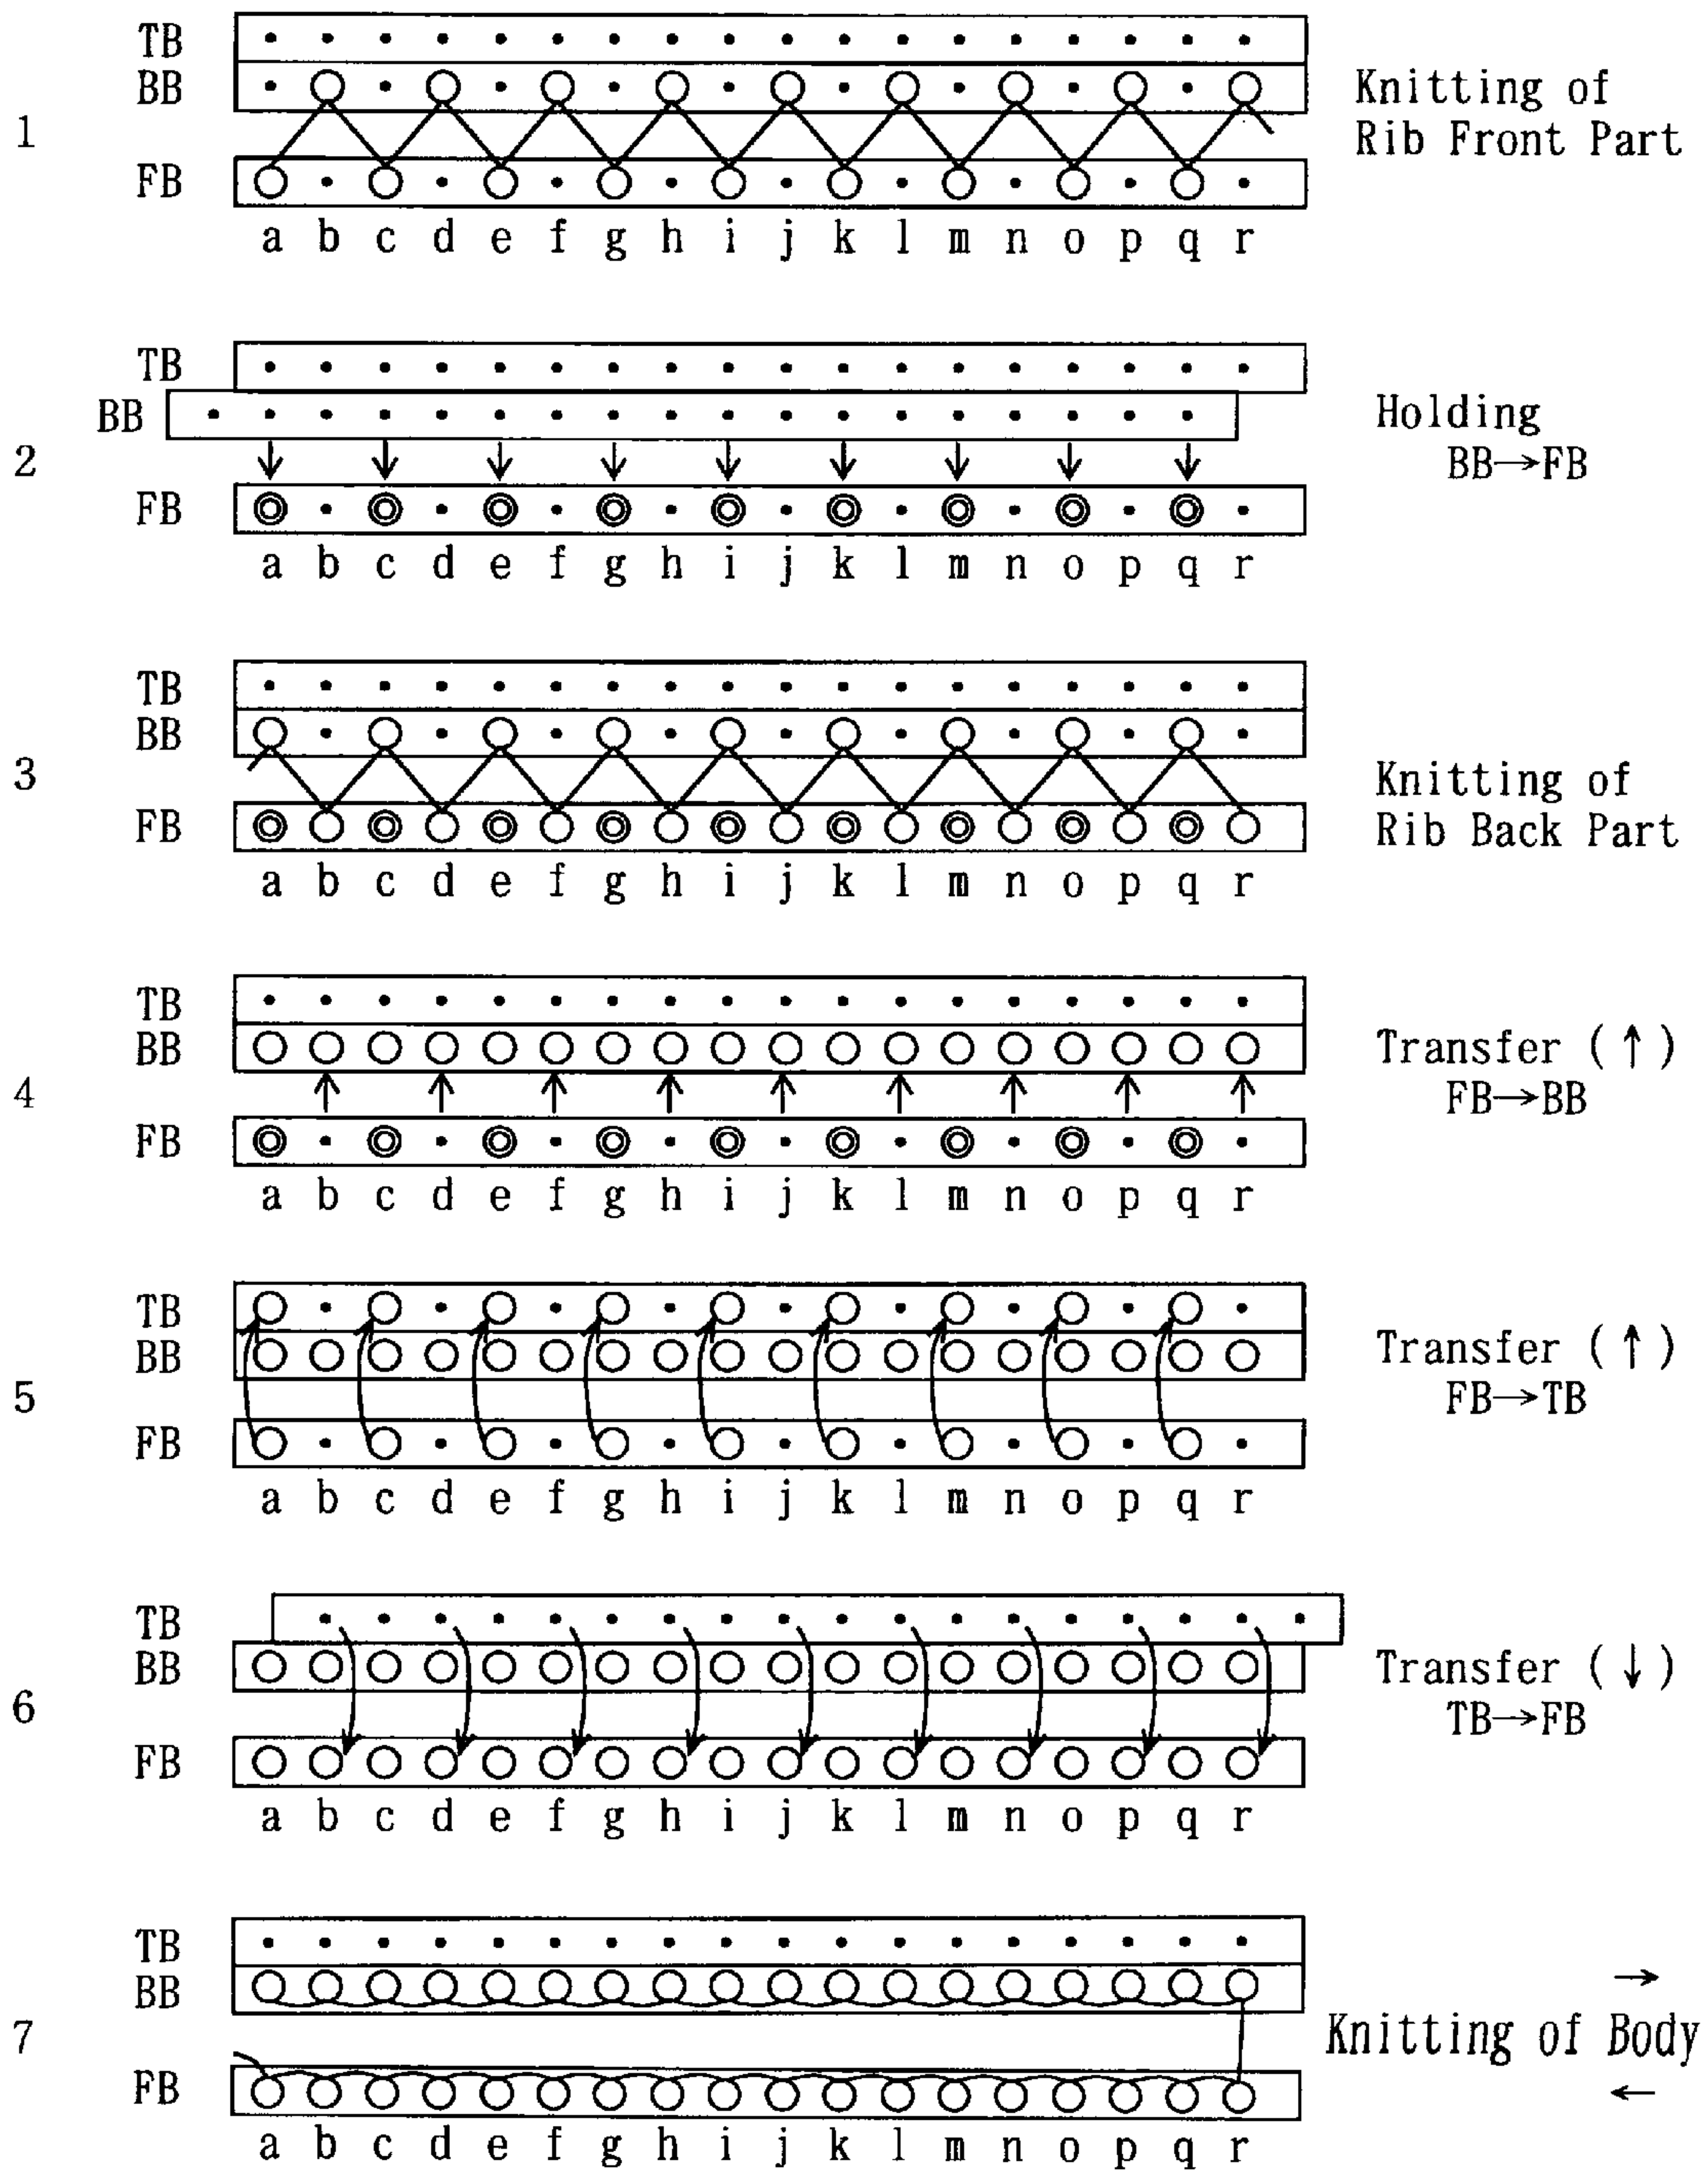 TB
BB
1
FB
a b c d e f g h i j k l m n o p q r
Knitting of
Rib Front Part
TB
BB
2
FB
a b c d e f g h i j k l m n o p q r
Holding
BB→FB
TB
BB
3
FB
a b c d e f g h i j k l m n o p q r
Knitting of
Rib Back Part
TB
BB
4
FB
a b c d e f g h i j k l m n o p q r
Transfer (↑)
FB→BB
TB
BB
5
FB
a b c d e f g h i j k l m n o p q r
Transfer (↑)
FB→TB
TB
BB
6
FB
a b c d e f g h i j k l m n o p q r
Transfer (↓)
TB→FB
TB
BB
7
FB
a b c d e f g h i j k l m n o p q r
→
Knitting of Body
←